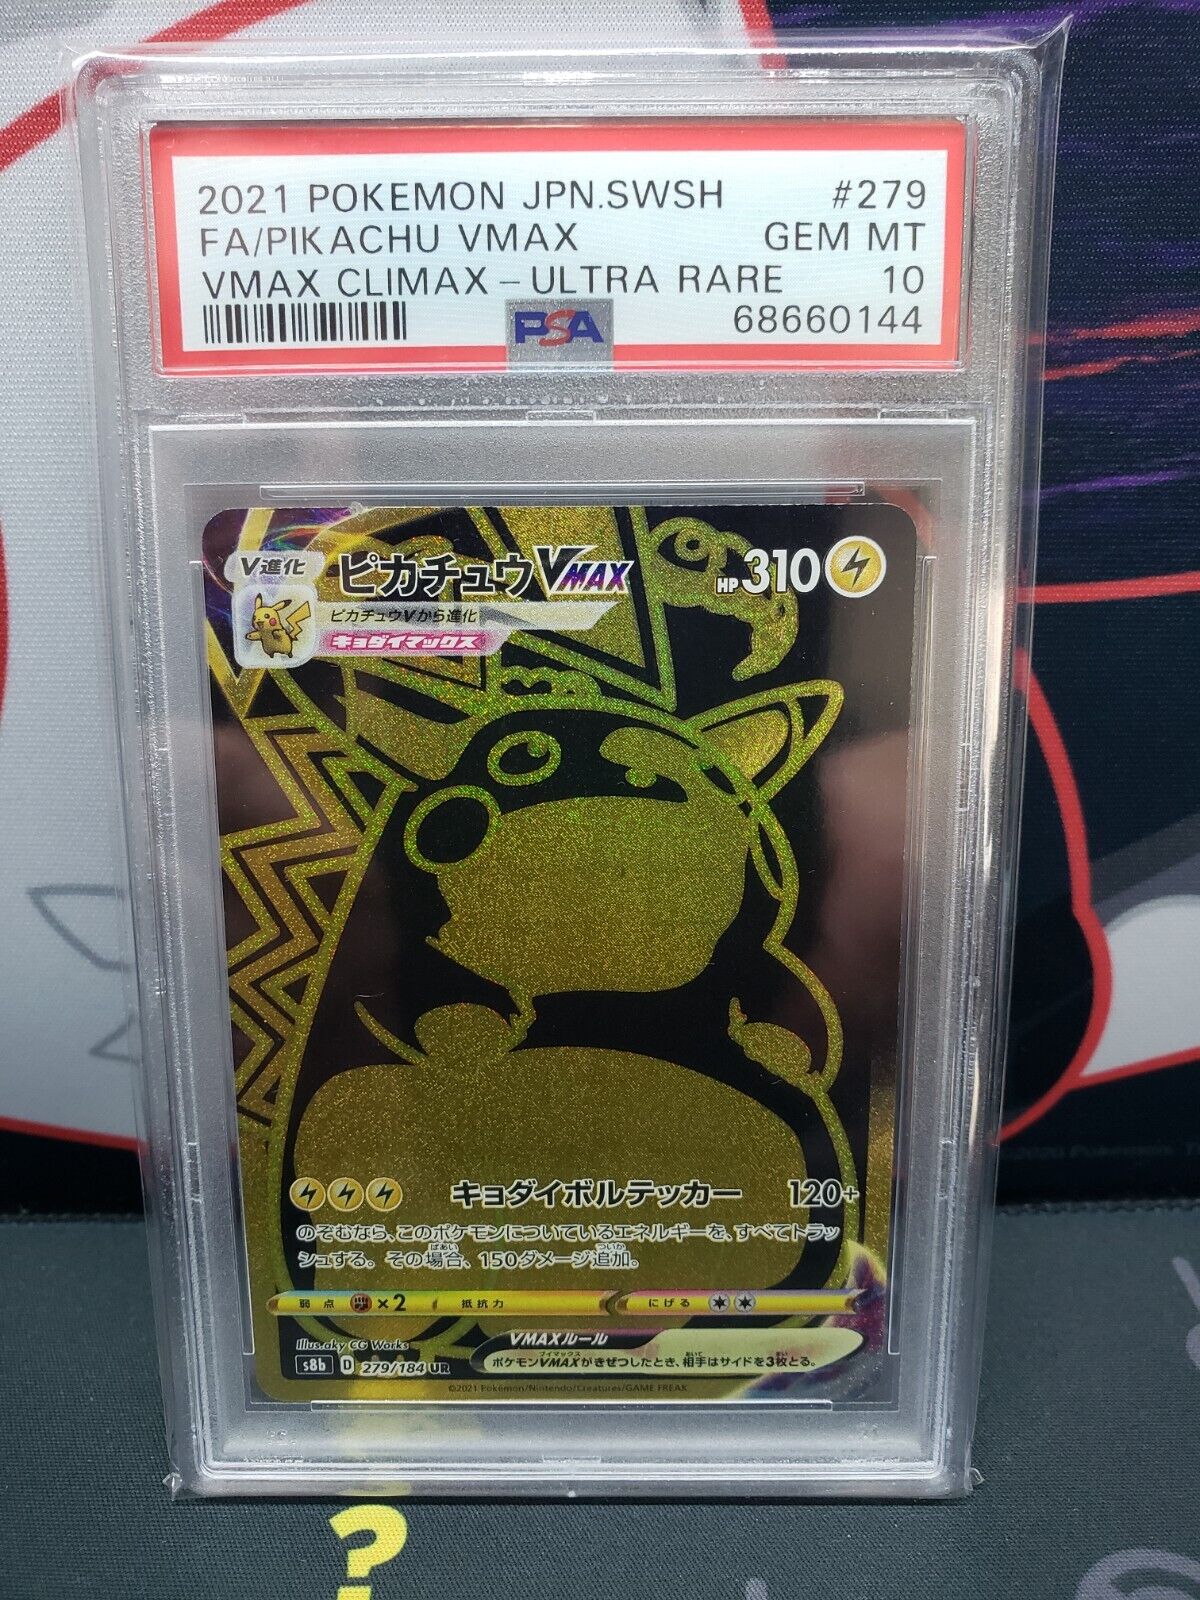 2021 POKEMON JPN.SWSH #279
FA/PIKACHU VMAX GEM MT
VMAX CLIMAX-ULTRA RARE 10
PSA 68660144
V進化 ピカチュウVMAX HP 310
ピカチュウVから進化
キョダイマックス
キョダイボルテッカー 120+
のぞむなら、このポケモンについているエネルギーを、すべてトラッ
シュする。その場合、150ダメージ追加。
弱点 ×2 抵抗力 にげる
Illus.aky CG Works
VMAXルール
ポケモンVMAXがきぜつしたとき、相手はサイドを3枚とる。
s8b D 279/184 UR
©2021 Pokémon/Nintendo/Creatures/GAME FREAK
?